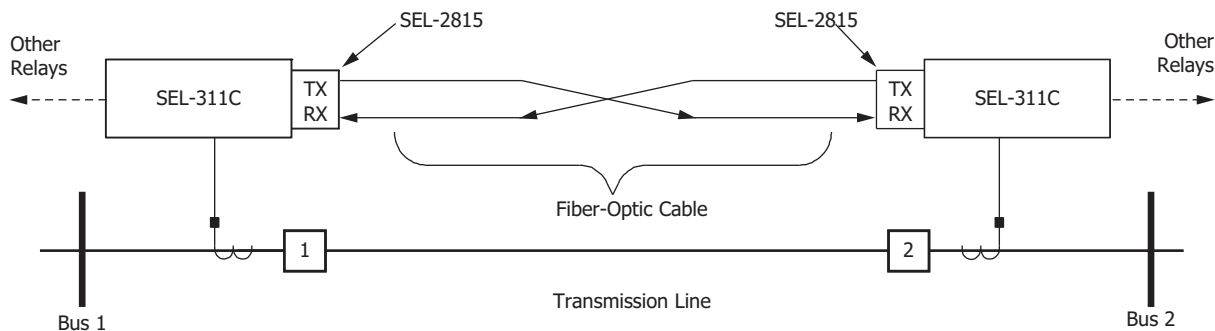 SEL-2815
SEL-2815
Other
Relays
Other
Relays
SEL-311C
TX
RX
TX
RX
SEL-311C
Fiber-Optic Cable
1
2
Transmission Line
Bus 1
Bus 2